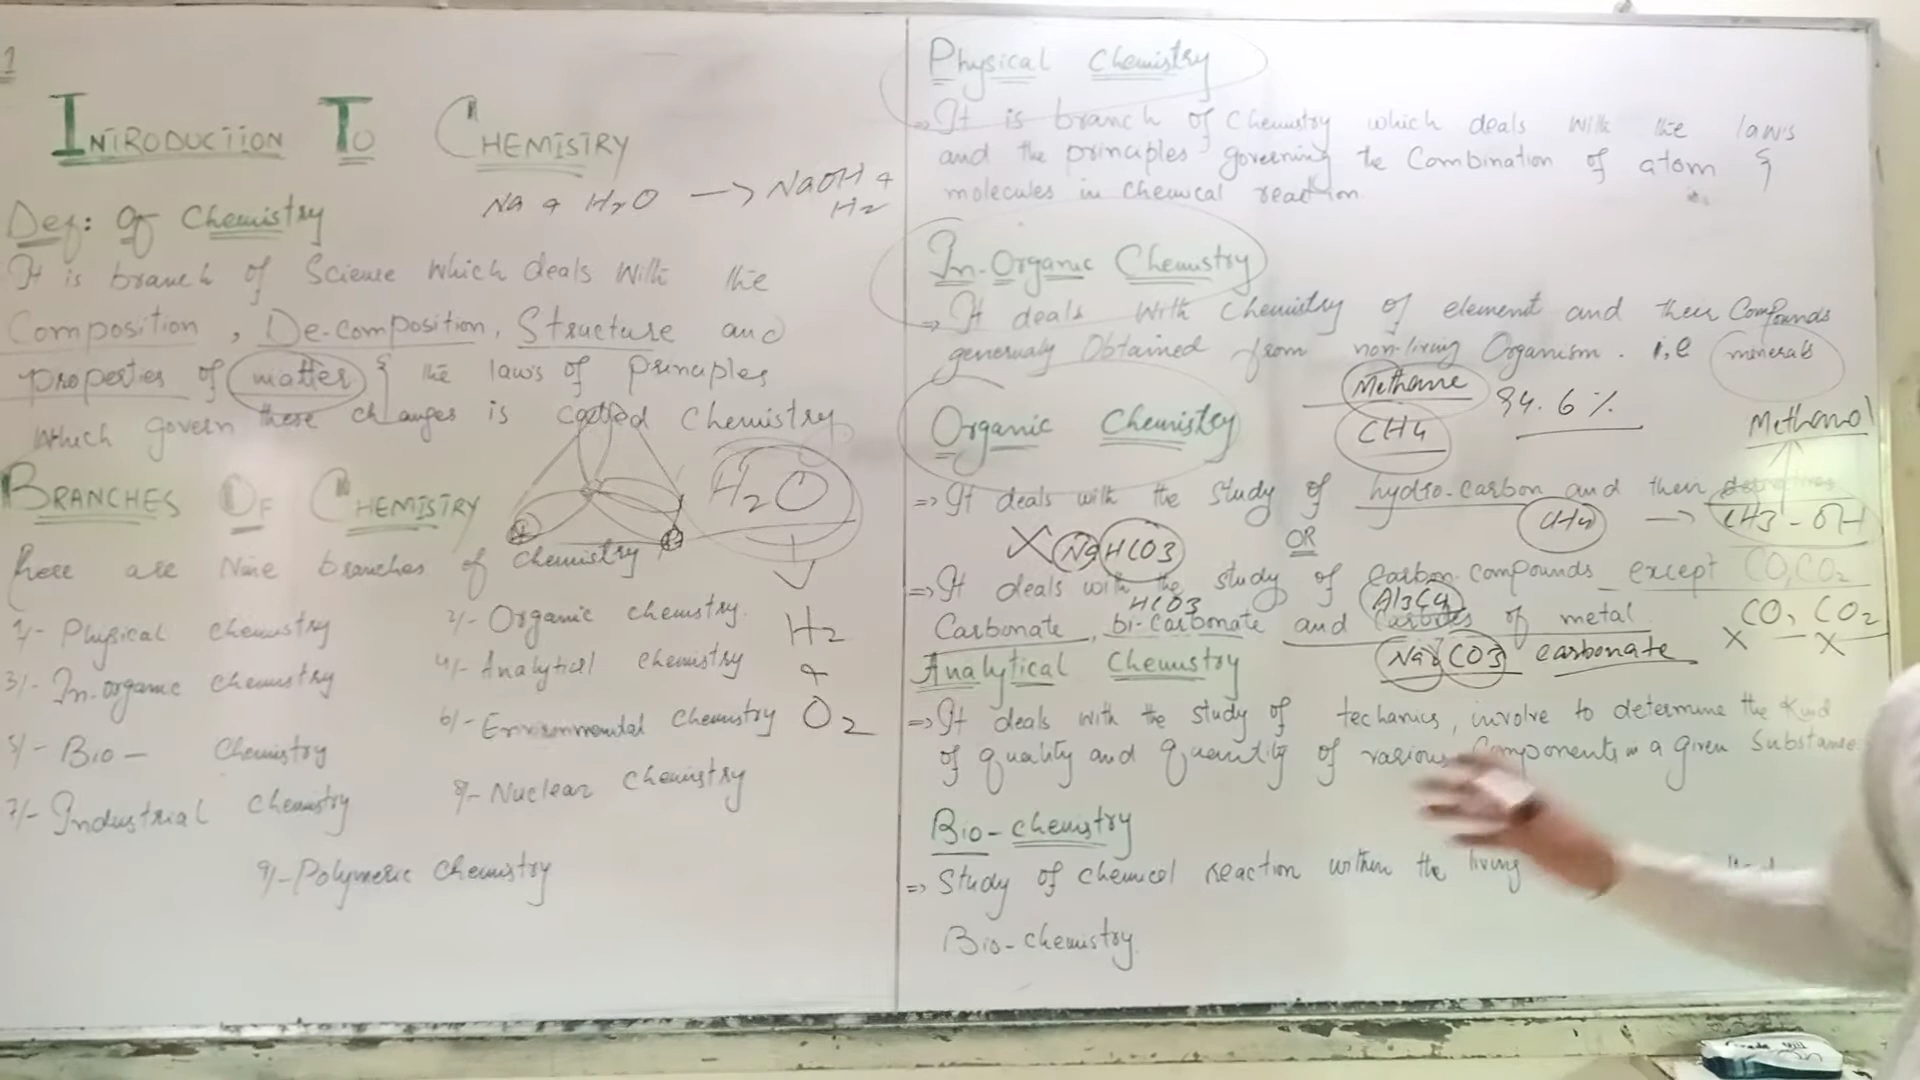 1
INTRODUCTION TO CHEMISTRY
Na + H2O → NaOH +
H2
Def: Of Chemistry
It is branch of Science which deals with the
Composition, De-composition, Structure and
properties of matter & the laws of principles
which govern these changes is called Chemistry.
BRANCHES OF CHEMISTRY
H2O
there are Nine branches of chemistry
1/- Physical chemistry
2/- Organic chemistry
3/- In-organic chemistry
4/- Analytical chemistry
5/- Bio- chemistry
6/- Environmental chemistry
7/- Industrial chemistry
8/- Nuclear chemistry
9/- Polymeric chemistry
H2
+
O2
Physical Chemistry
=> It is branch of chemistry which deals with the laws
and the principles governing the combination of atom &
molecules in chemical reaction
In-Organic Chemistry
=> It deals with chemistry of element and their Compounds
generaly Obtained from non-living Organism. i,e minerals
Methane 94.6%
CH4
Methanol
Organic Chemistry
=> It deals with the study of hydro-carbon and their
CH4 → CH3-OH
X NaHCO3
OR
=> It deals with the study of carbon compounds except CO, CO2
HCO3 Al3C4
CO, CO2
X X
Carbonate, bi-carbonate and Carbides of metal
Na2CO3 carbonate
Analytical Chemistry
=> It deals with the study of techanics, involve to determine the Kind
of quality and quantity of various Components in a given Substance
Bio-chemistry
=> Study of chemicol reaction within the living
Bio-chemistry.